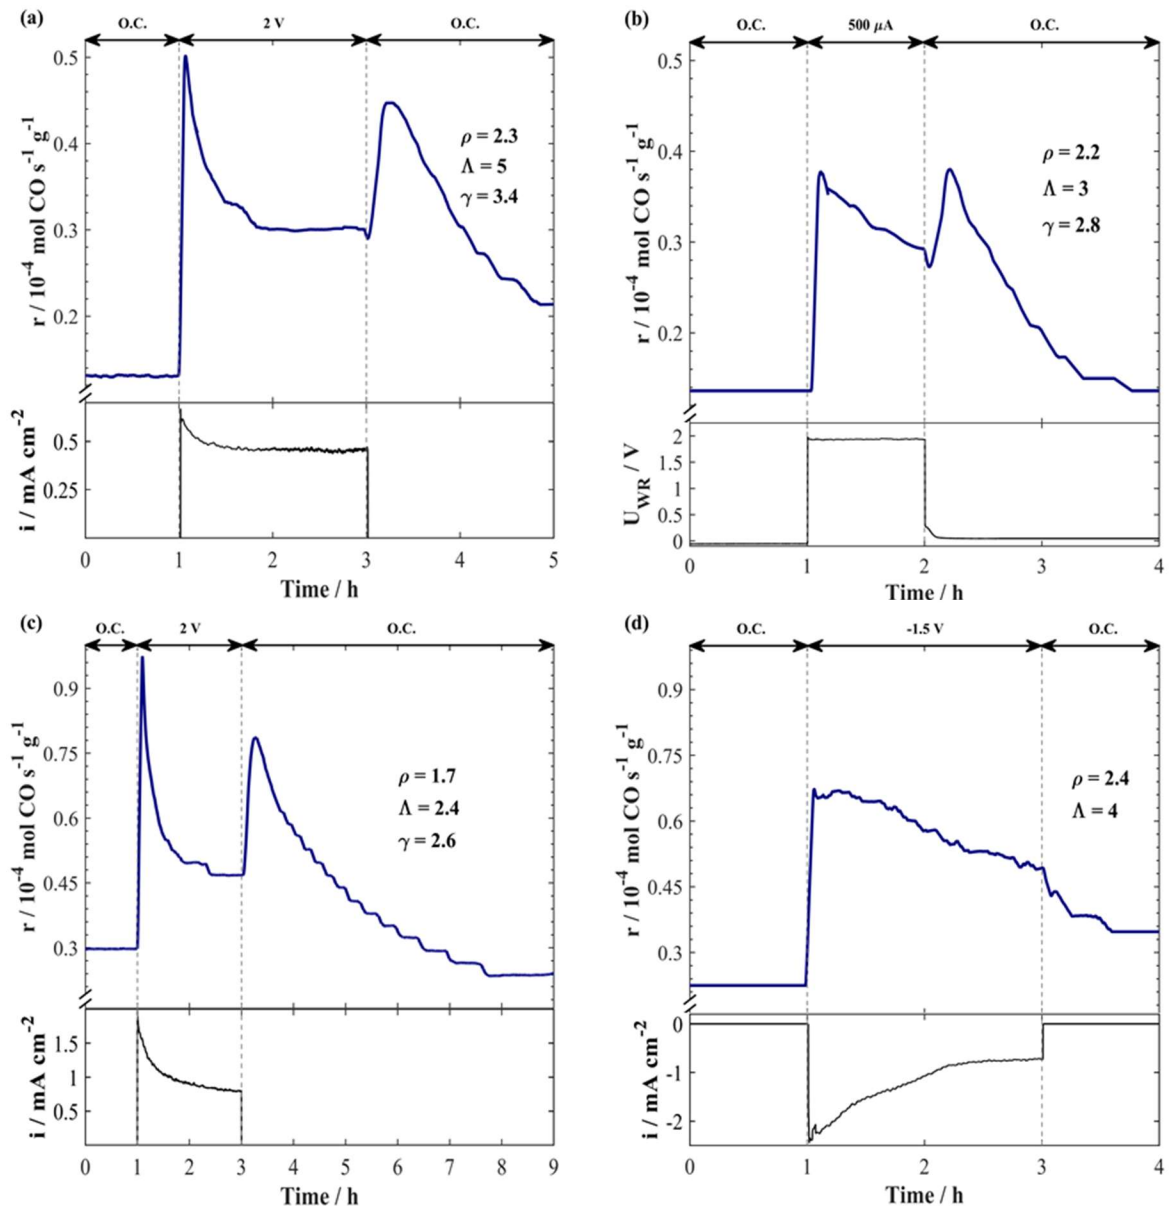 (a)
O.C. 2 V O.C.
0.5
0.4
0.3
0.2
r / 10⁻⁴ mol CO s⁻¹ g⁻¹
ρ = 2.3
Λ = 5
γ = 3.4
0.5
0.25
i / mA cm⁻²
0 1 2 3 4 5
Time / h
(b)
O.C. 500 μA O.C.
0.5
0.4
0.3
0.2
r / 10⁻⁴ mol CO s⁻¹ g⁻¹
ρ = 2.2
Λ = 3
γ = 2.8
2
1.5
1
0.5
0
U_WR / V
0 1 2 3 4
Time / h
(c)
O.C. 2 V O.C.
0.9
0.75
0.6
0.45
0.3
r / 10⁻⁴ mol CO s⁻¹ g⁻¹
ρ = 1.7
Λ = 2.4
γ = 2.6
1.5
1
0.5
i / mA cm⁻²
0 1 2 3 4 5 6 7 8 9
Time / h
(d)
O.C. -1.5 V O.C.
0.9
0.75
0.6
0.45
0.3
r / 10⁻⁴ mol CO s⁻¹ g⁻¹
ρ = 2.4
Λ = 4
0
-1
-2
i / mA cm⁻²
0 1 2 3 4
Time / h